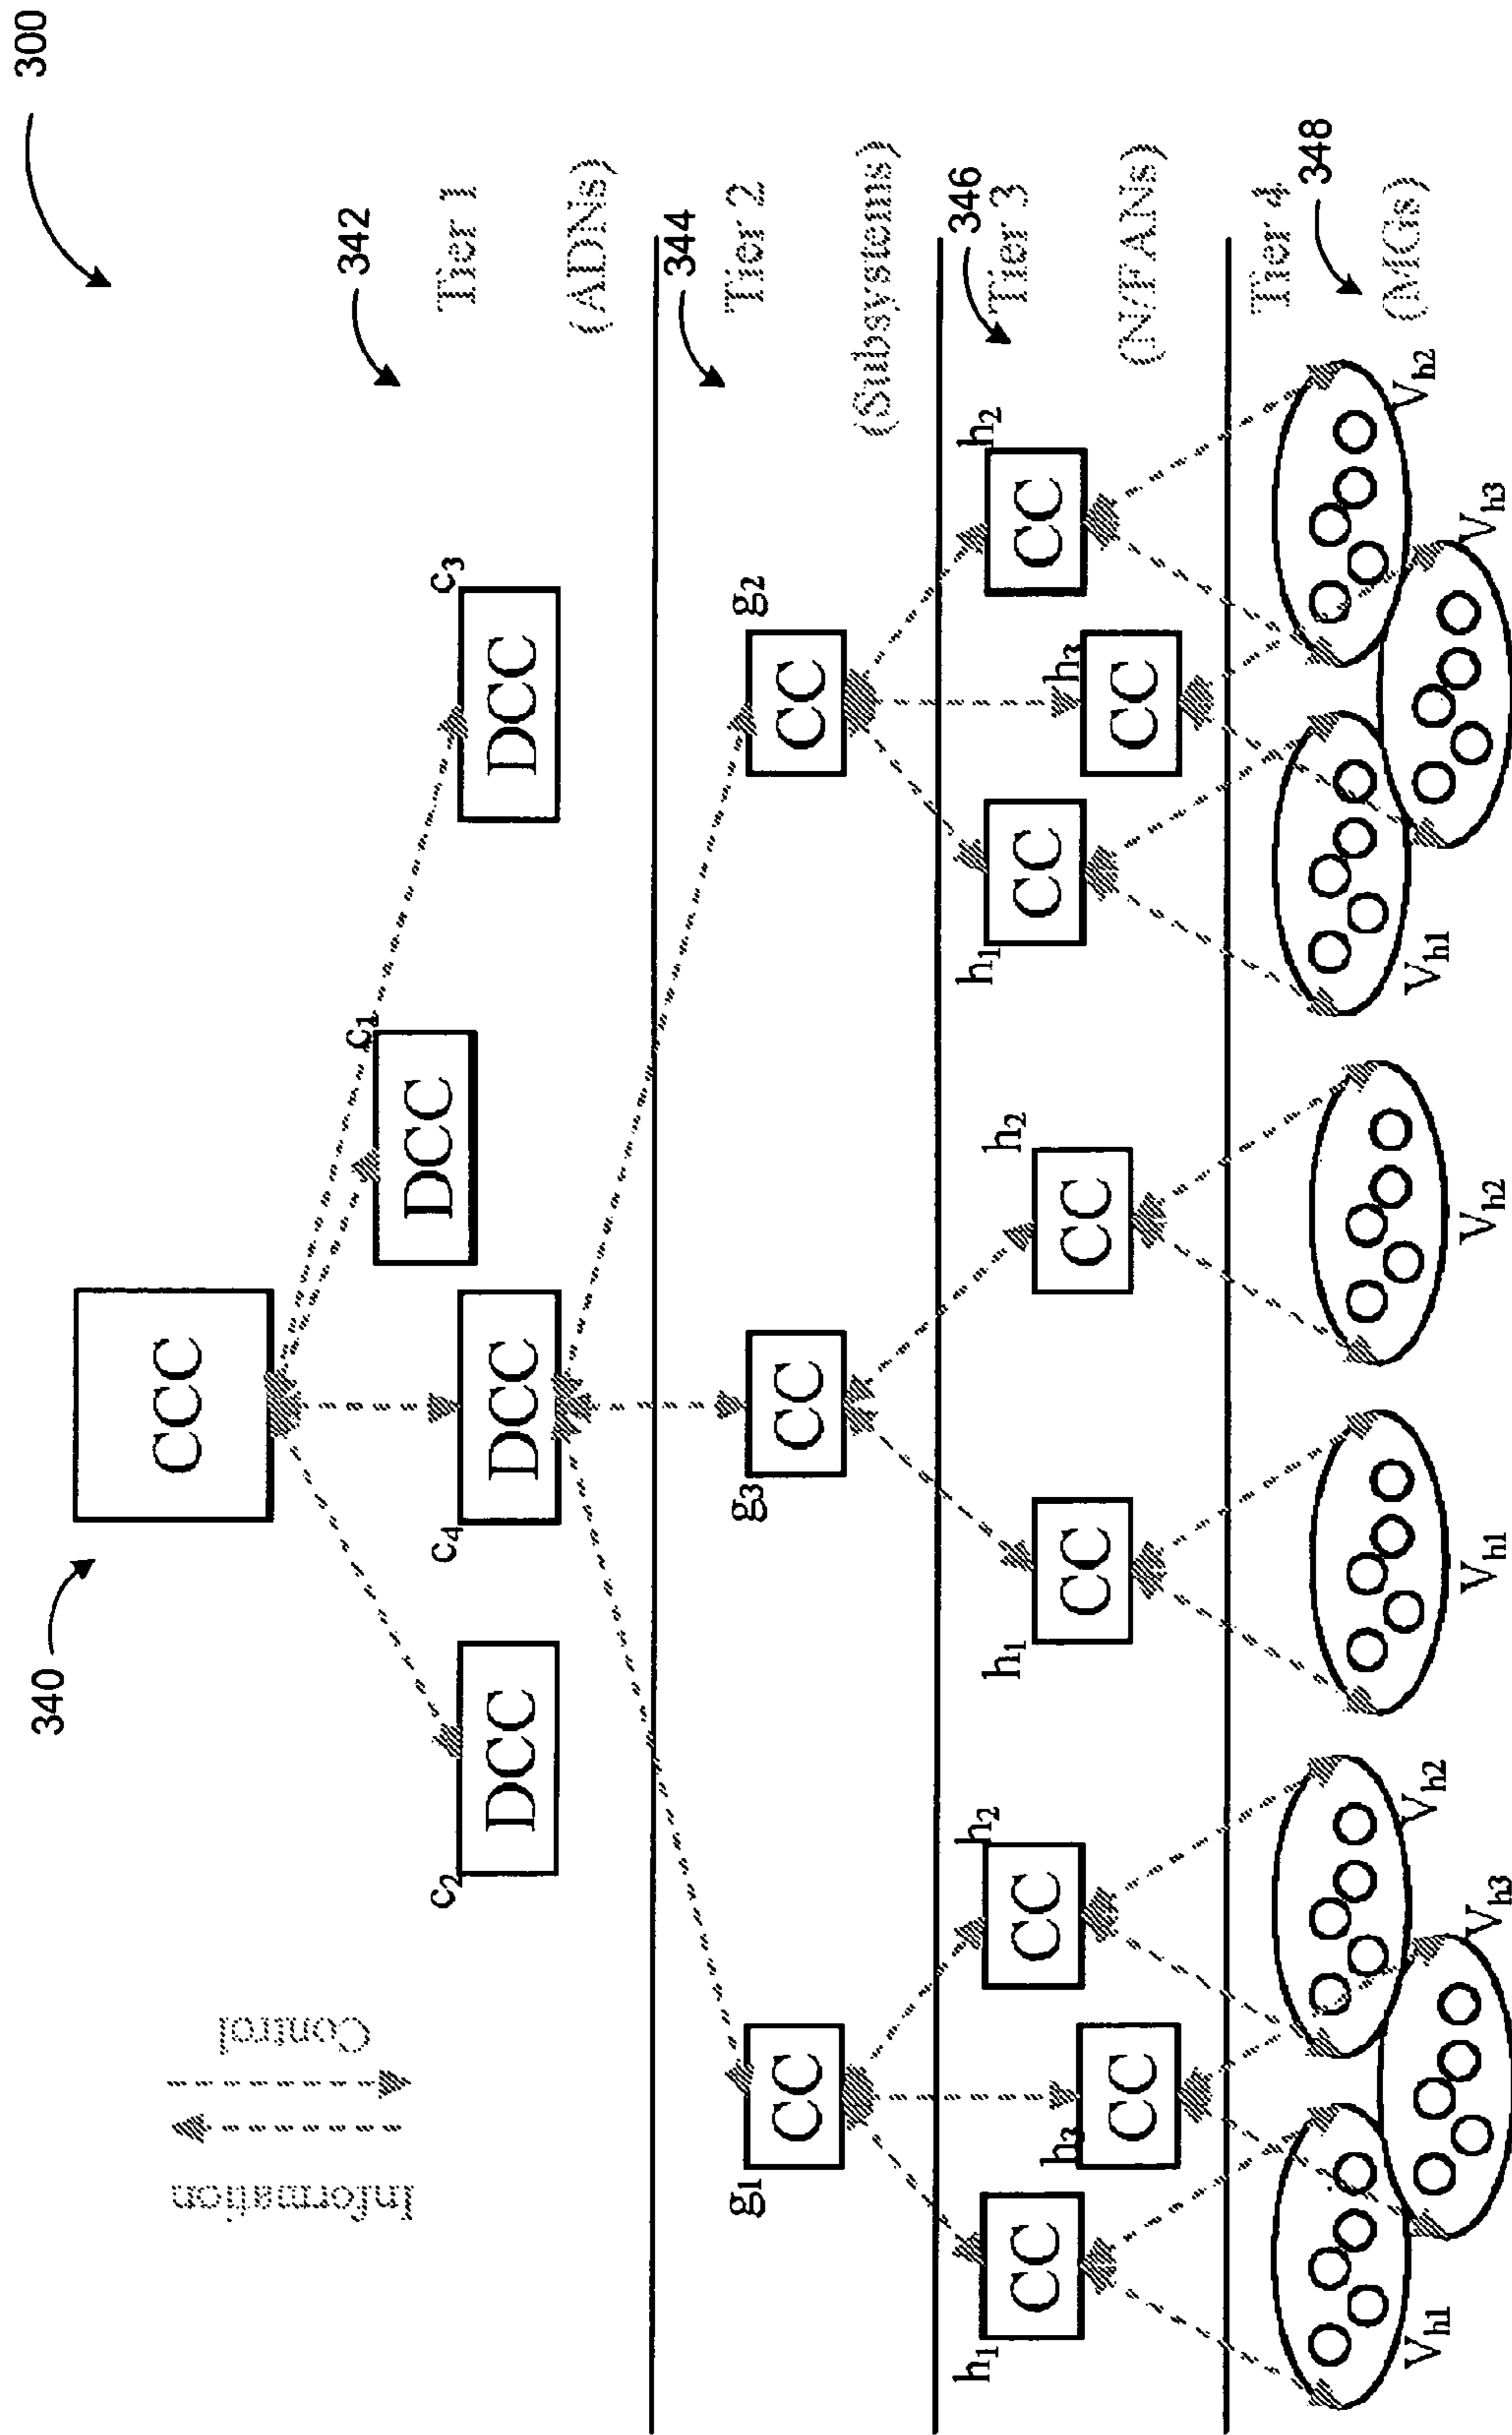 300
340
CCC
342
Tier 1
(ADNs)
Information
Control
c1
DCC
c2
DCC
c4
DCC
c3
DCC
344
Tier 2
(Subsystems)
g1
CC
g3
CC
g2
CC
346
Tier 3
(N/FANs)
h1
CC
h3
CC
h2
CC
h1
CC
h2
CC
h1
CC
h3
CC
h2
CC
Tier 4
348
(MGs)
Vh1
Vh3
Vh2
Vh1
Vh2
Vh1
Vh3
Vh2